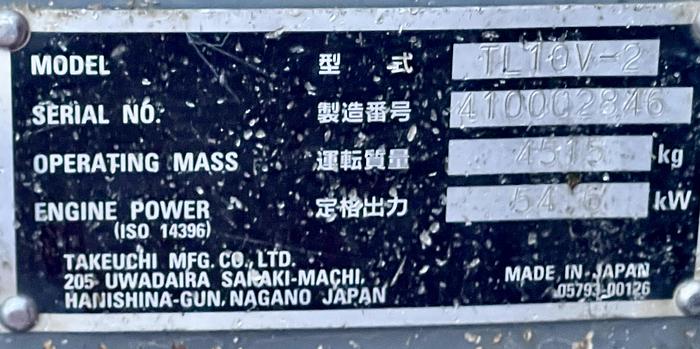 MODEL 型 式 TL10V-2
SERIAL NO. 製造番号 410002846
OPERATING MASS 運転質量 4515 kg
ENGINE POWER 定格出力 54.6 kW
(ISO 14396)
TAKEUCHI MFG. CO., LTD.
205 UWADAIRA SAKAKI-MACHI,
HANISHINA-GUN, NAGANO JAPAN
MADE IN JAPAN
05793-00126